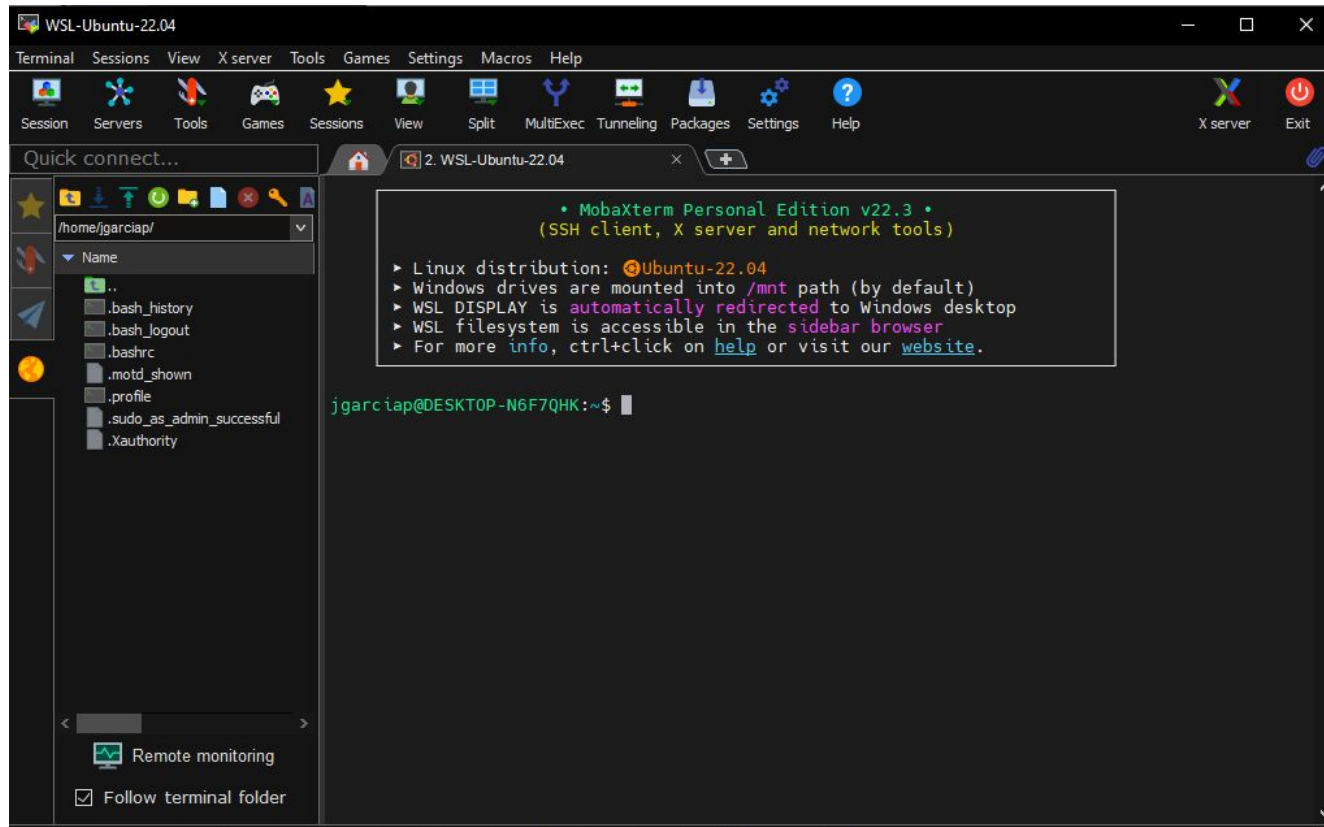 WSL-Ubuntu-22.04
Terminal Sessions View X server Tools Games Settings Macros Help
Session Servers Tools Games Sessions View Split MultiExec Tunneling Packages Settings Help X server Exit
Quick connect...
2. WSL-Ubuntu-22.04
/home/jgarciap/
Name
..
.bash_history
.bash_logout
.bashrc
.motd_shown
.profile
.sudo_as_admin_successful
.Xauthority
Remote monitoring
Follow terminal folder
• MobaXterm Personal Edition v22.3 •
(SSH client, X server and network tools)
► Linux distribution: Ubuntu-22.04
► Windows drives are mounted into /mnt path (by default)
► WSL DISPLAY is automatically redirected to Windows desktop
► WSL filesystem is accessible in the sidebar browser
► For more info, ctrl+click on help or visit our website.
jgarciap@DESKTOP-N6F7QHK:~$